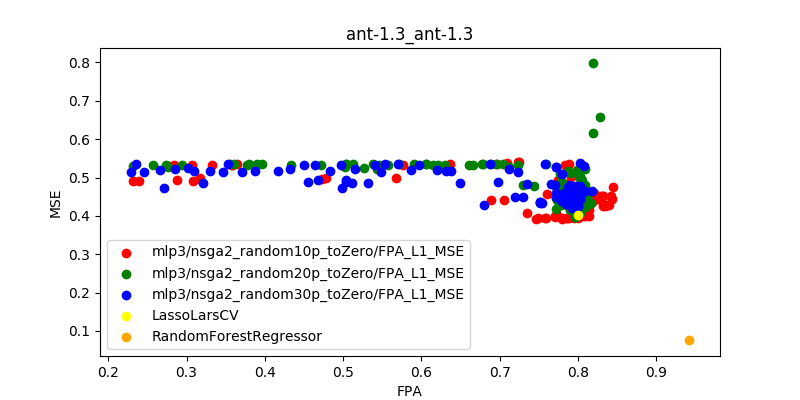 ant-1.3_ant-1.3
MSE
0.8
0.7
0.6
0.5
0.4
0.3
0.2
0.1
mlp3/nsga2_random10p_toZero/FPA_L1_MSE
mlp3/nsga2_random20p_toZero/FPA_L1_MSE
mlp3/nsga2_random30p_toZero/FPA_L1_MSE
LassoLarsCV
RandomForestRegressor
0.2 0.3 0.4 0.5 0.6 0.7 0.8 0.9
FPA